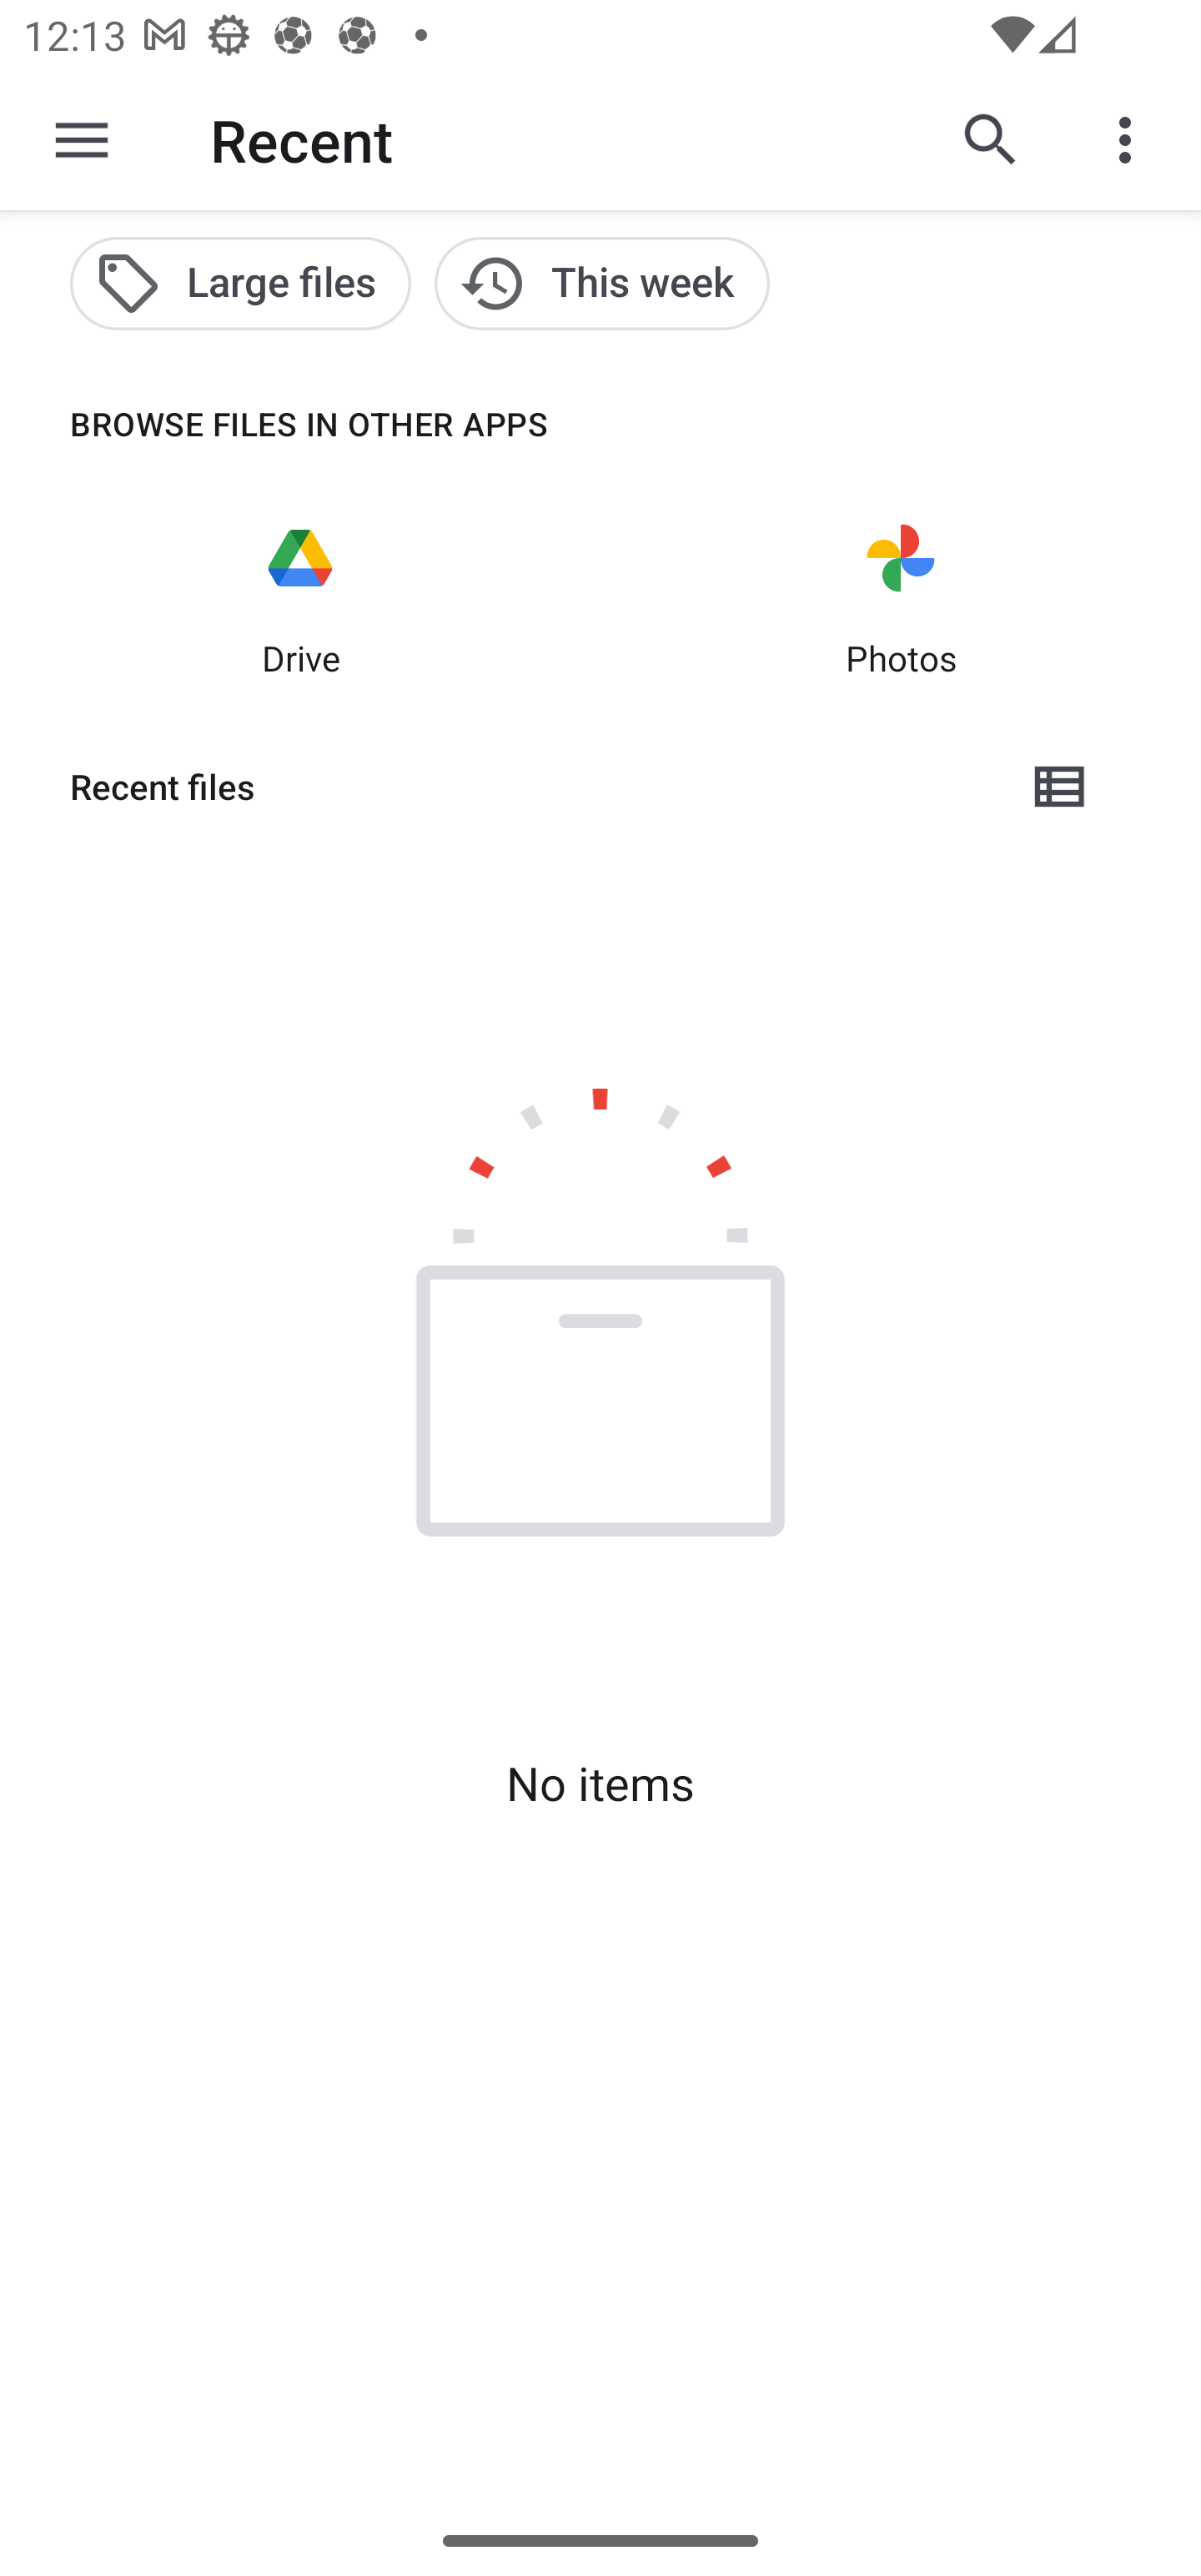 12:13
Recent
Large files
This week
BROWSE FILES IN OTHER APPS
Drive
Photos
Recent files
No items